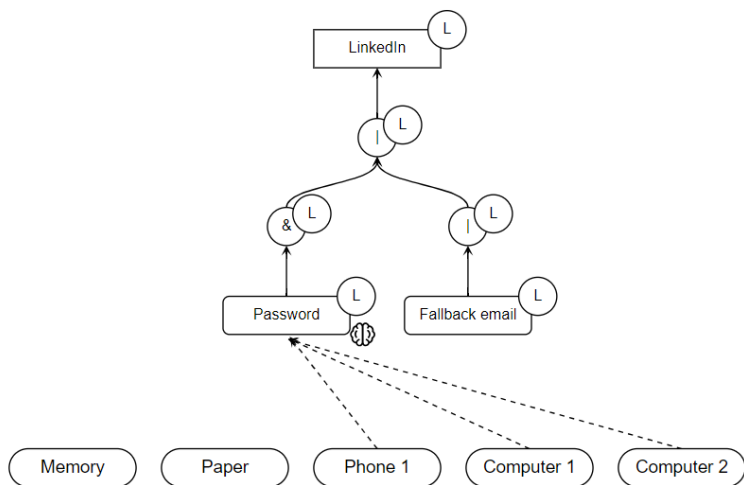 L
LinkedIn
L
|
L
& L
| L
L
Password
L
Fallback email
Memory
Paper
Phone 1
Computer 1
Computer 2